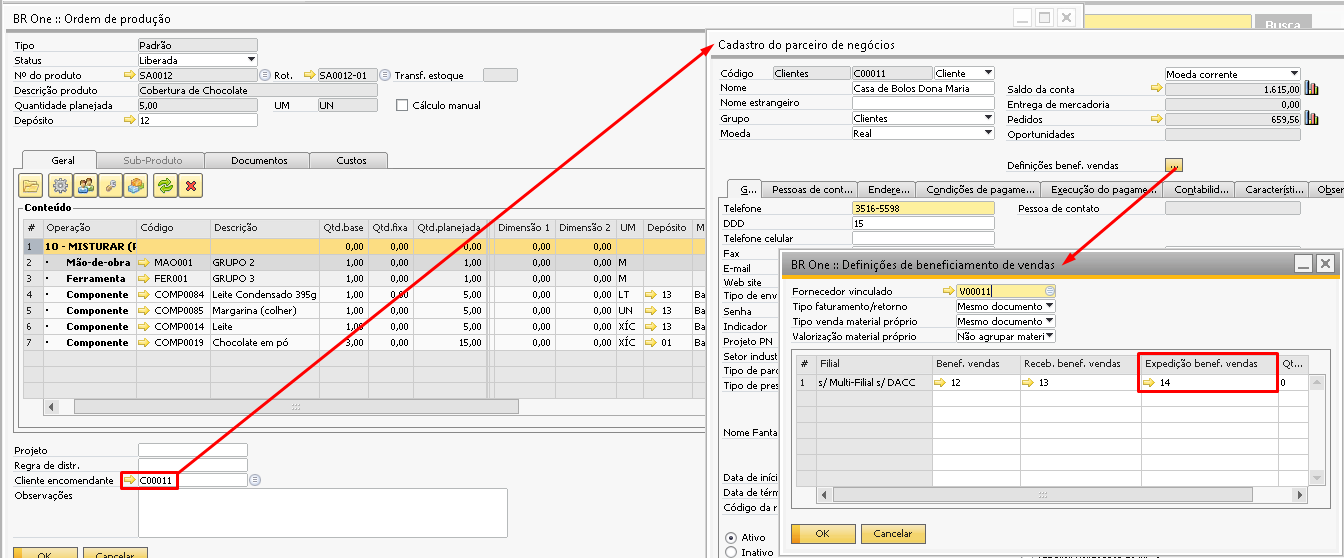 BR One :: Ordem de produção
Tipo Padrão
Status Liberada
Nº do produto SA0012 Rot. SA0012-01 Transf. estoque
Descrição produto Cobertura de Chocolate
Quantidade planejada 5,00 UM UN Cálculo manual
Depósito 12
Geral Sub-Produto Documentos Custos
Conteúdo
# Operação Código Descrição Qtd.base Qtd.fixa Qtd.planejada Dimensão 1 Dimensão 2 UM Depósito M
1 10 - MISTURAR (F 0,00 0,00 0,00 0,00 0,00
2 · Mão-de-obra MAO001 GRUPO 2 1,00 0,00 1,00 0,00 0,00 M
3 · Ferramenta FER001 GRUPO 3 1,00 0,00 1,00 0,00 0,00 M
4 · Componente COMP0084 Leite Condensado 395g 1,00 0,00 5,00 0,00 0,00 LT 13 Ba
5 · Componente COMP0085 Margarina (colher) 1,00 0,00 5,00 0,00 0,00 UN 13 Ba
6 · Componente COMP0014 Leite 1,00 0,00 5,00 0,00 0,00 XÍC 13 Ba
7 · Componente COMP0019 Chocolate em pó 3,00 0,00 15,00 0,00 0,00 XÍC 01 Ba
Projeto
Regra de distr.
Cliente encomendante C00011
Observações
OK Cancelar
Busca
Cadastro do parceiro de negócios
Código Clientes C00011 Cliente Moeda corrente
Nome Casa de Bolos Dona Maria Saldo da conta 1.615,00
Nome estrangeiro Entrega de mercadoria 0,00
Grupo Clientes Pedidos 659,56
Moeda Real Oportunidades
Definições benef. vendas ...
G... Pessoas de cont... Endere... Condições de pagame... Execução do pagame... Contabilid... Característi... Obser
Telefone 3516-5598 Pessoa de contato
DDD 15
Telefone celular
Fax
E-mail
Web site
Tipo de env
Senha
Indicador
Projeto PN
Setor indust
Tipo de parc
Tipo de pres
Nome Fanta
Data de iníci
Data de térm
Código da r
Ativo
Inativo
BR One :: Definições de beneficiamento de vendas
Fornecedor vinculado V00011
Tipo faturamento/retorno Mesmo documento
Tipo venda material próprio Mesmo documento
Valorização material próprio Não agrupar materi
# Filial Benef. vendas Receb. benef. vendas Expedição benef. vendas Qt...
1 s/ Multi-Filial s/ DACC 12 13 14 0
OK Cancelar